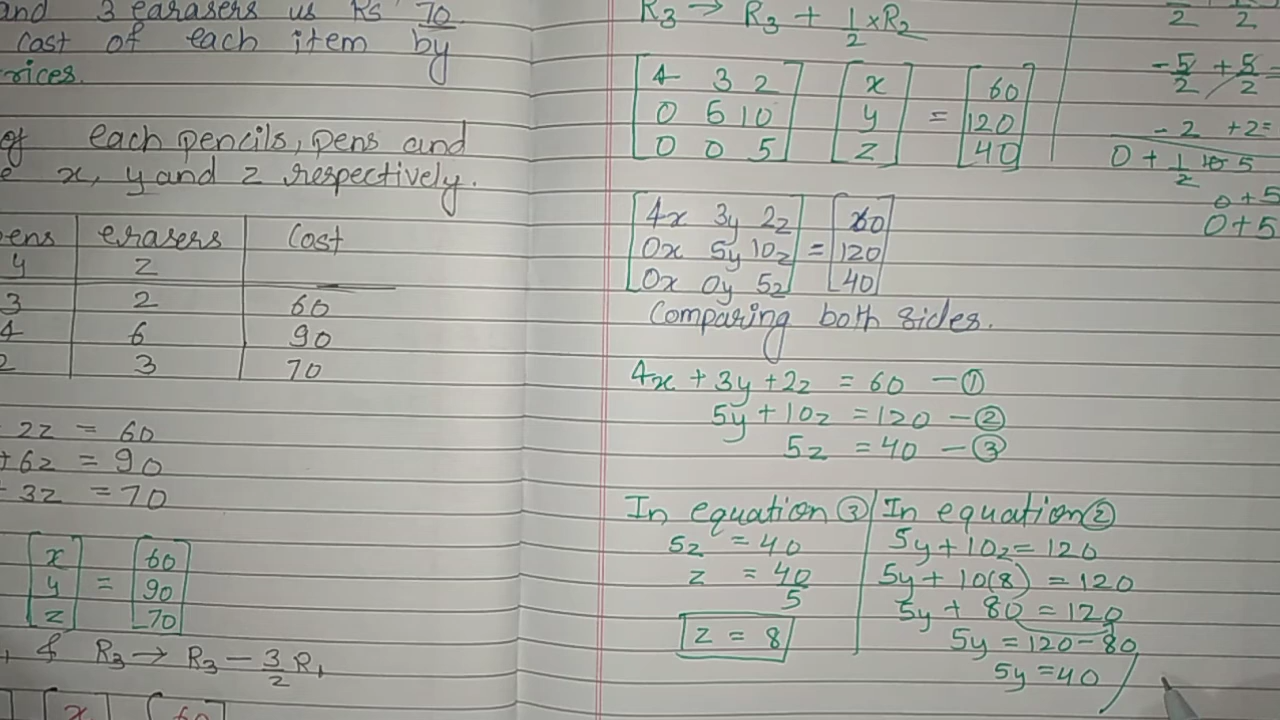 and 3 earasers is Rs 70
cost of each item by
rices.
of each pencils, pens and
e x, y and z respectively.
ens erasers Cost
y z
3 2 60
4 6 90
2 3 70
2z = 60
+6z = 90
- 3z = 70
[x] [60]
[y] = [90]
[z] [70]
, & R3 → R3 - 3/2 R1
R3 → R3 + 1/2 × R2
[4 3 2] [x] [60]
[0 5 10] [y] = [120]
[0 0 5] [z] [40]
[4x 3y 2z] [60]
[0x 5y 10z] = [120]
[0x 0y 5z] [40]
Comparing both sides.
4x + 3y + 2z = 60 - ①
5y + 10z = 120 - ②
5z = 40 - ③
In equation ③
5z = 40
z = 40/5
z = 8
In equation ②
5y + 10z = 120
5y + 10(8) = 120
5y + 80 = 120
5y = 120 - 80
5y = 40
2 2
-5/2 + 5/2 =
-2 +2=
0 + 1/2 10 5
0 + 5
0 + 5